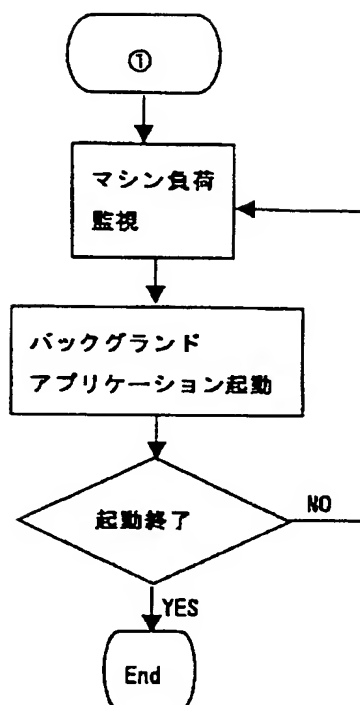 ①
マシン負荷
監視
バックグランド
アプリケーション起動
起動終了
NO
YES
End